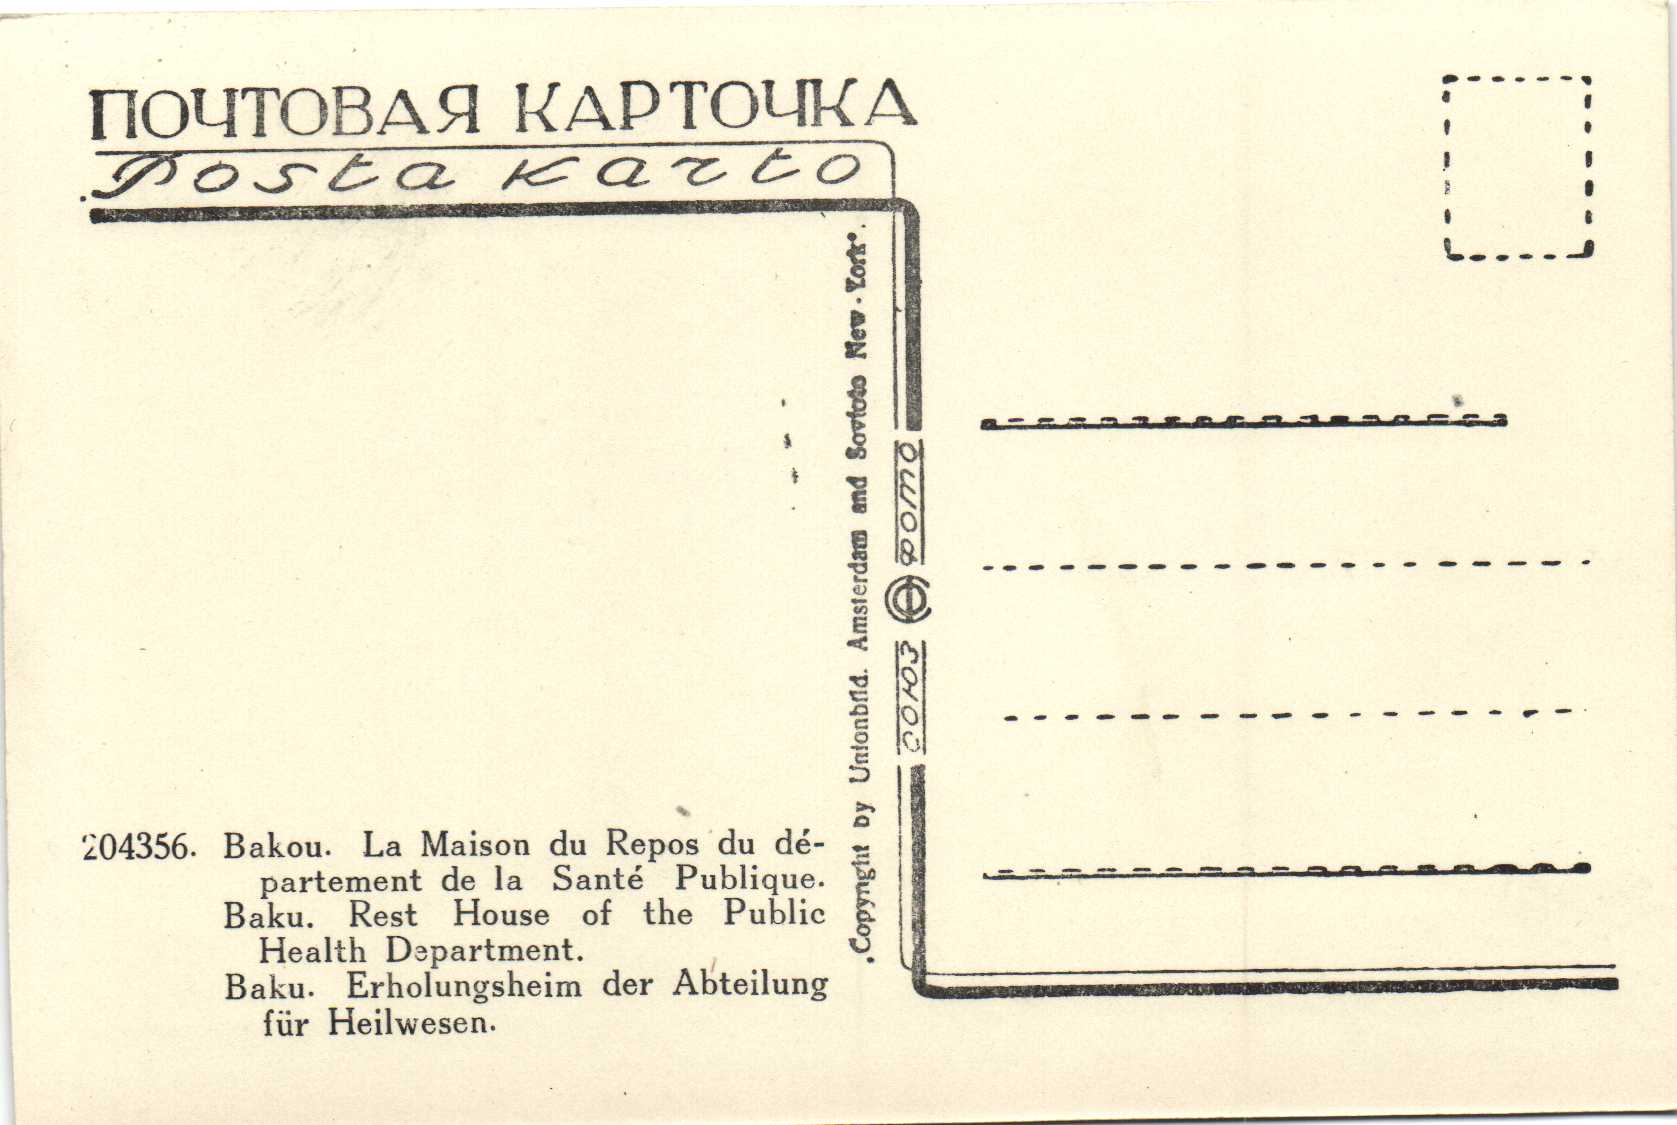 ПОЧТОВАЯ КАРТОЧКА
Posta karto
Copyright by Unionbild. Amsterdam and Sovfoto New-York.
СОЮЗ ФОТО
204356. Bakou. La Maison du Repos du dé-
partement de la Santé Publique.
Baku. Rest House of the Public
Health Department.
Baku. Erholungsheim der Abteilung
für Heilwesen.